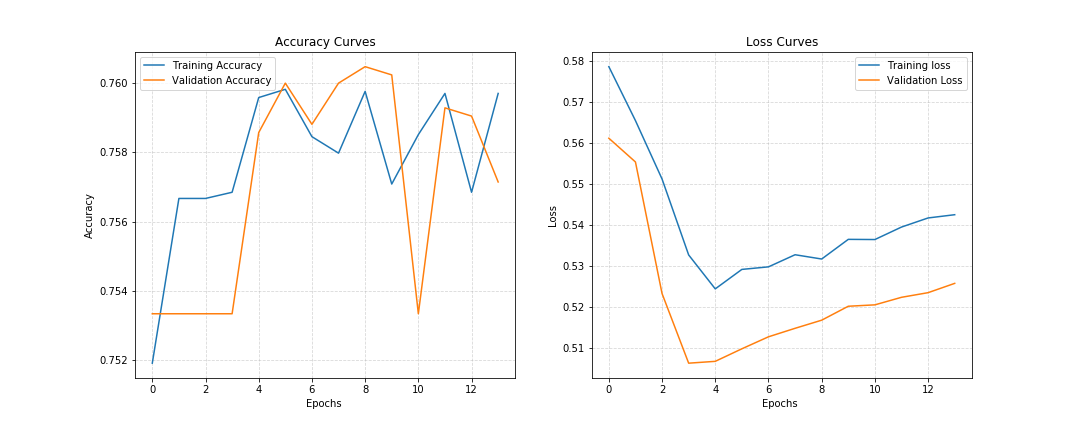 Accuracy Curves
Training Accuracy
Validation Accuracy
0.760
0.758
0.756
0.754
0.752
Accuracy
0 2 4 6 8 10 12
Epochs
Loss Curves
Training loss
Validation Loss
0.58
0.57
0.56
0.55
0.54
0.53
0.52
0.51
Loss
0 2 4 6 8 10 12
Epochs